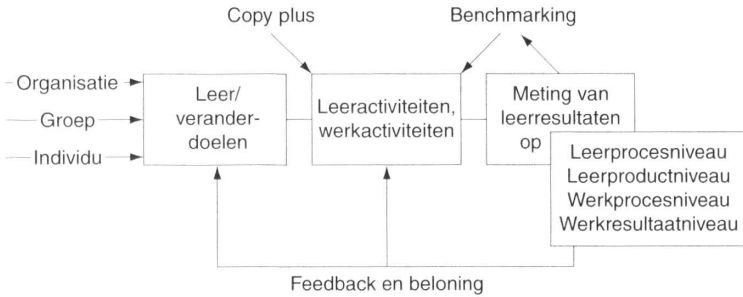 Copy plus
Benchmarking
Organisatie
Groep
Individu
Leer/
verander-
doelen
Leeractiviteiten,
werkactiviteiten
Meting van
leerresultaten
op
Leerprocesniveau
Leerproductniveau
Werkprocesniveau
Werkresultaatniveau
Feedback en beloning